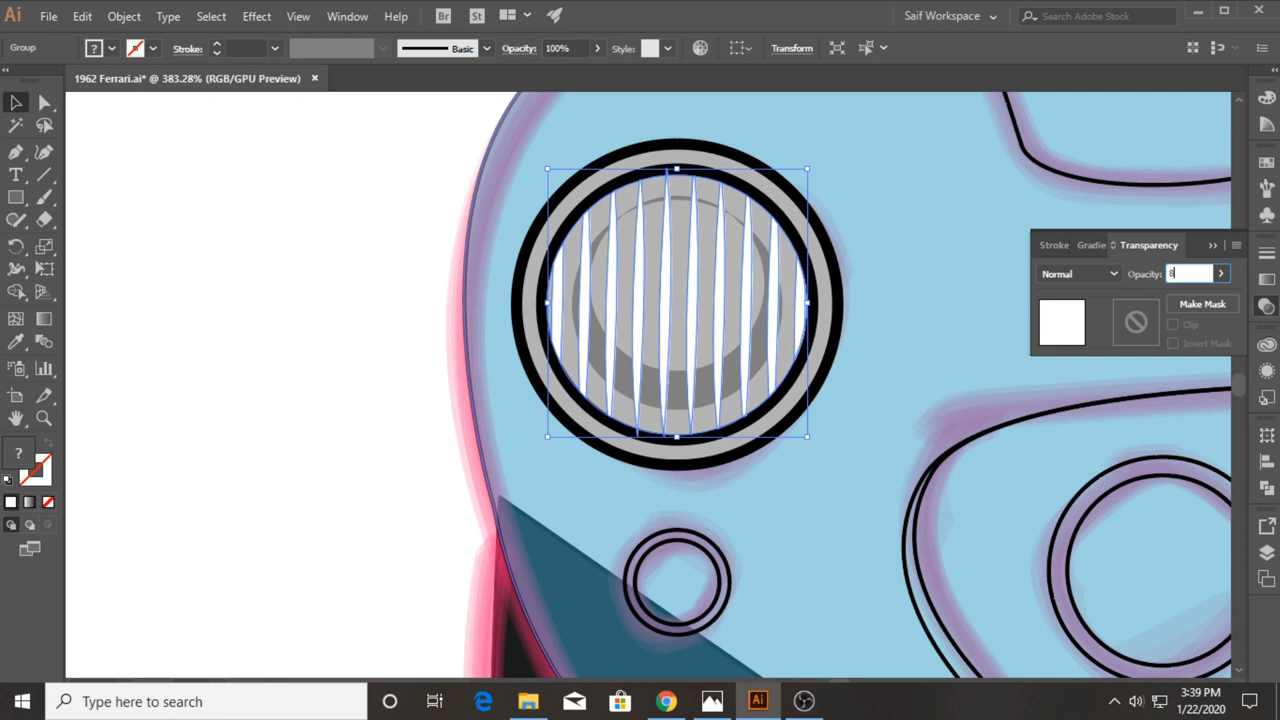 Ai File Edit Object Type Select Effect View Window Help Br St Saif Workspace Search Adobe Stock
Group ? Stroke: Basic Opacity: 100% Style: Transform
1962 Ferrari.ai* @ 383.28% (RGB/GPU Preview) ×
Stroke Gradie Transparency
Normal Opacity: 8
Make Mask
Clip
Invert Mask
?
Type here to search
Ai
3:39 PM
1/22/2020